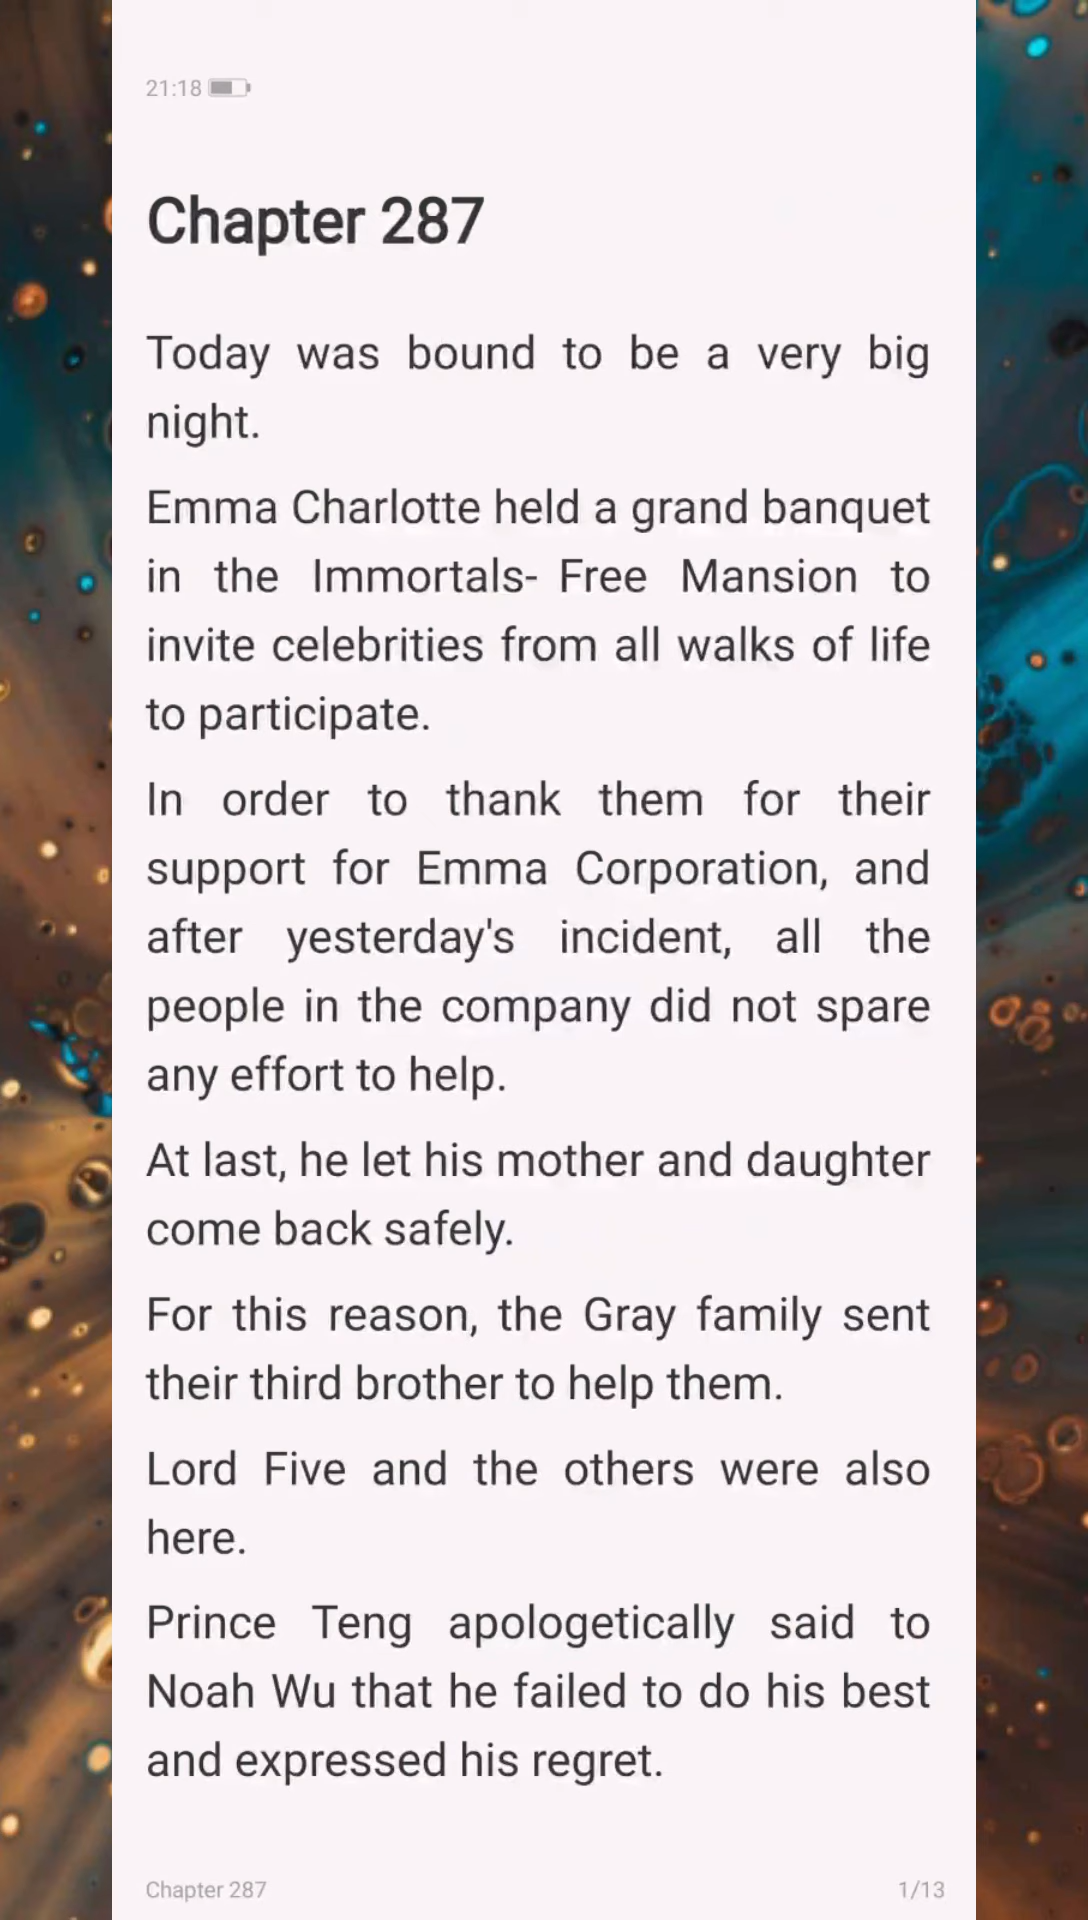 21:18
Chapter 287
Today was bound to be a very big
night.
Emma Charlotte held a grand banquet
in the Immortals- Free Mansion to
invite celebrities from all walks of life
to participate.
In order to thank them for their
support for Emma Corporation, and
after yesterday's incident, all the
people in the company did not spare
any effort to help.
At last, he let his mother and daughter
come back safely.
For this reason, the Gray family sent
their third brother to help them.
Lord Five and the others were also
here.
Prince Teng apologetically said to
Noah Wu that he failed to do his best
and expressed his regret.
Chapter 287
1/13